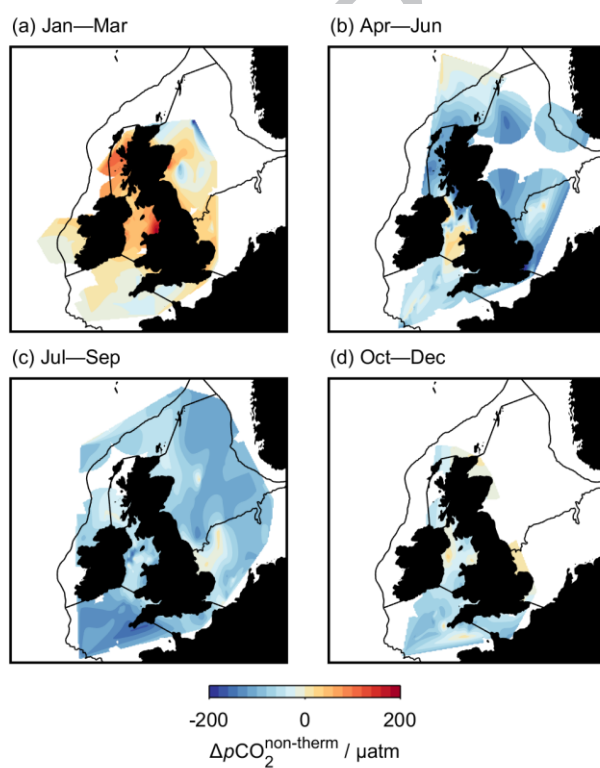 (a) Jan—Mar
(b) Apr—Jun
(c) Jul—Sep
(d) Oct—Dec
-200 0 200
ΔpCO₂ⁿᵒⁿ⁻ᵗʰᵉʳᵐ / µatm